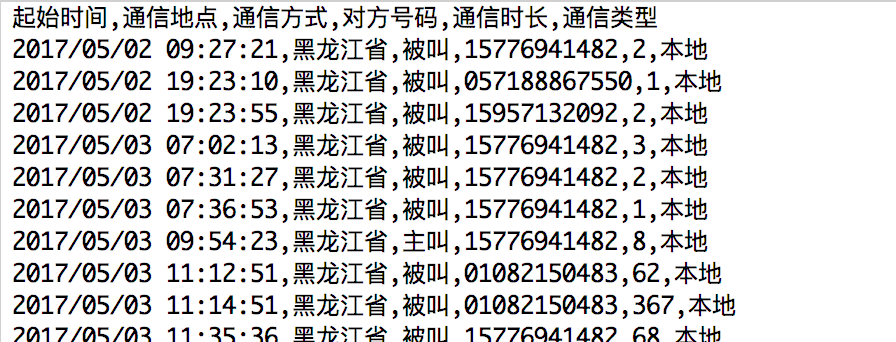 起始时间,通信地点,通信方式,对方号码,通信时长,通信类型
2017/05/02 09:27:21,黑龙江省,被叫,15776941482,2,本地
2017/05/02 19:23:10,黑龙江省,被叫,057188867550,1,本地
2017/05/02 19:23:55,黑龙江省,被叫,15957132092,2,本地
2017/05/03 07:02:13,黑龙江省,被叫,15776941482,3,本地
2017/05/03 07:31:27,黑龙江省,被叫,15776941482,2,本地
2017/05/03 07:36:53,黑龙江省,被叫,15776941482,1,本地
2017/05/03 09:54:23,黑龙江省,主叫,15776941482,8,本地
2017/05/03 11:12:51,黑龙江省,被叫,01082150483,62,本地
2017/05/03 11:14:51,黑龙江省,被叫,01082150483,367,本地
2017/05/03 11:35:36,黑龙江省,被叫,15776941482,68,本地